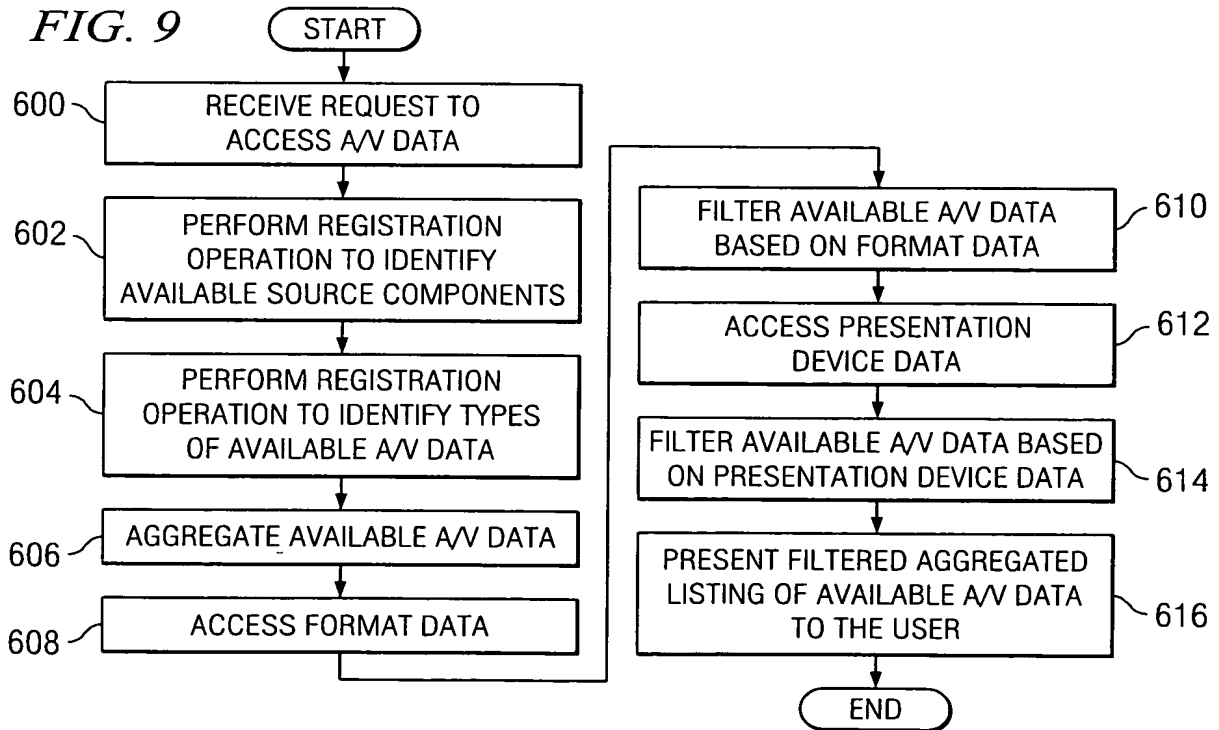 FIG. 9
START
600
RECEIVE REQUEST TO
ACCESS A/V DATA
602
PERFORM REGISTRATION
OPERATION TO IDENTIFY
AVAILABLE SOURCE COMPONENTS
604
PERFORM REGISTRATION
OPERATION TO IDENTIFY TYPES
OF AVAILABLE A/V DATA
606
AGGREGATE AVAILABLE A/V DATA
608
ACCESS FORMAT DATA
FILTER AVAILABLE A/V DATA
BASED ON FORMAT DATA
610
ACCESS PRESENTATION
DEVICE DATA
612
FILTER AVAILABLE A/V DATA BASED
ON PRESENTATION DEVICE DATA
614
PRESENT FILTERED AGGREGATED
LISTING OF AVAILABLE A/V DATA
TO THE USER
616
END